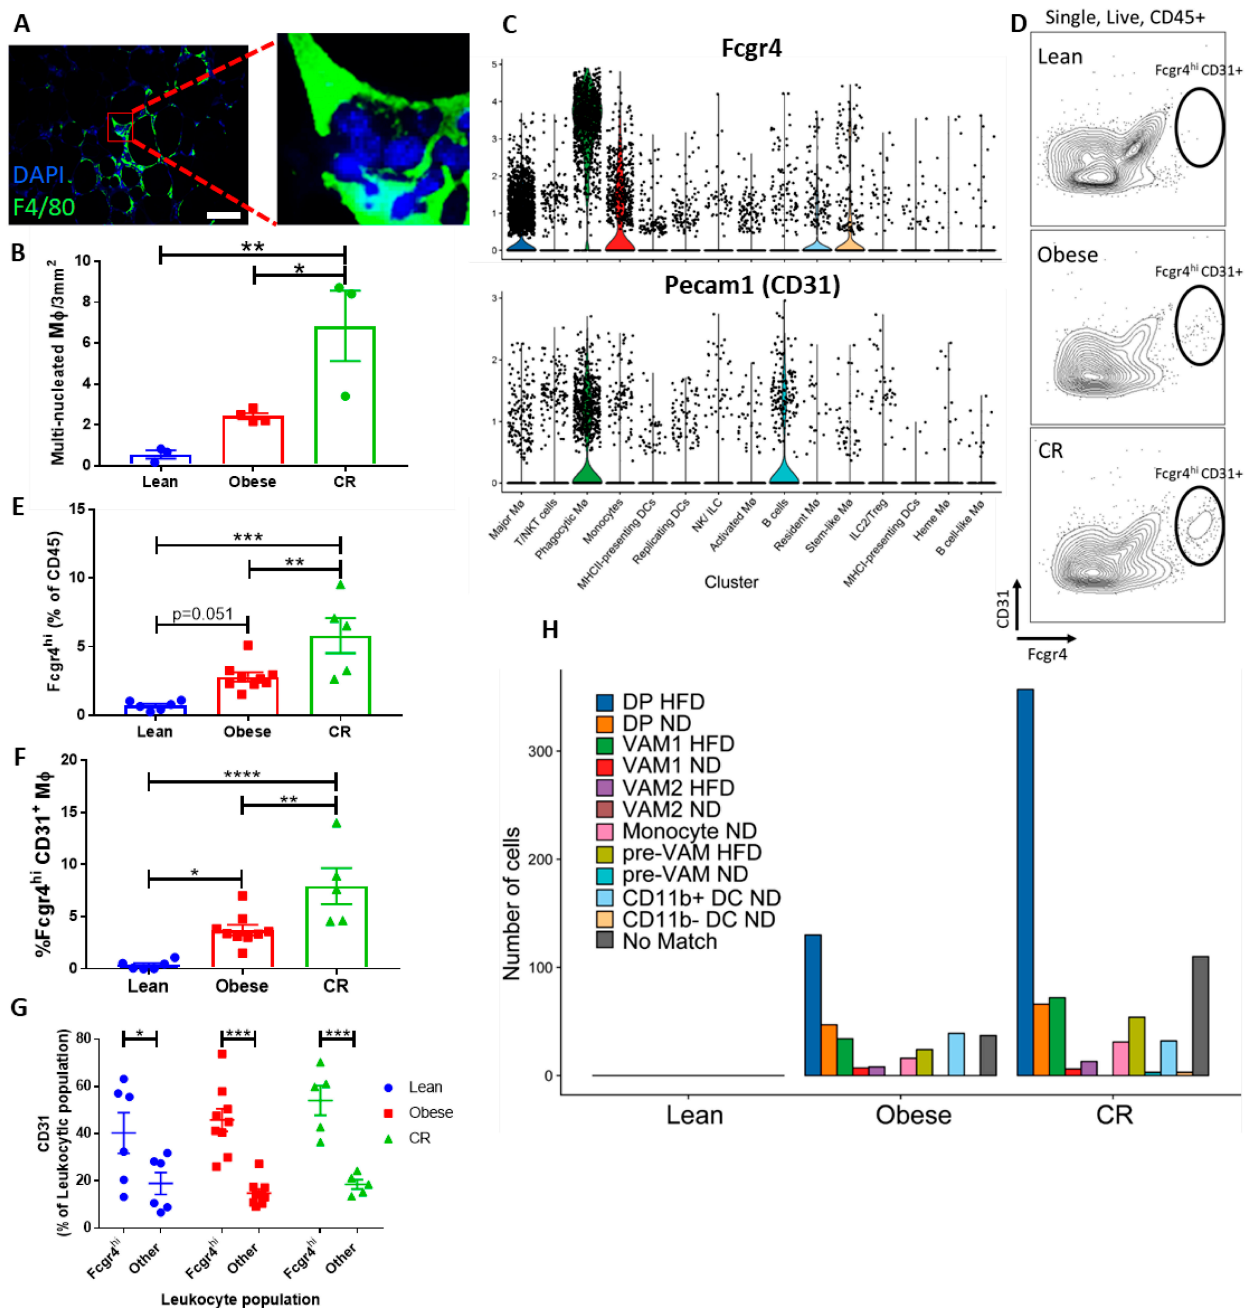 A
DAPI
F4/80
B
Multi-nucleated Mϕ/3mm²
10
8
6
4
2
0
**
*
Lean
Obese
CR
C
Fcgr4
5
4
3
2
1
0
Pecam1 (CD31)
3
2
1
0
Major Mø
T/NKT cells
Phagocytic Mø
Monocytes
MHCII-presenting DCs
Replicating DCs
NK/ ILC
Activated Mø
B cells
Resident Mø
Stem-like Mø
ILC2/Treg
MHCI-presenting DCs
Heme Mø
B cell-like Mø
Cluster
D
Single, Live, CD45+
Lean
Fcgr4hi CD31+
Obese
Fcgr4hi CD31+
CR
Fcgr4hi CD31+
CD31
Fcgr4
E
Fcgr4hi (% of CD45)
15
10
5
0
***
**
p=0.051
Lean
Obese
CR
F
%Fcgr4hi CD31+ Mϕ
20
15
10
5
0
****
**
*
Lean
Obese
CR
G
CD31
(% of Leukocytic population)
80
60
40
20
0
*
***
***
Lean
Obese
CR
Fcgr4hi
Other
Fcgr4hi
Other
Fcgr4hi
Other
Leukocyte population
H
Number of cells
300
200
100
0
DP HFD
DP ND
VAM1 HFD
VAM1 ND
VAM2 HFD
VAM2 ND
Monocyte ND
pre-VAM HFD
pre-VAM ND
CD11b+ DC ND
CD11b- DC ND
No Match
Lean
Obese
CR